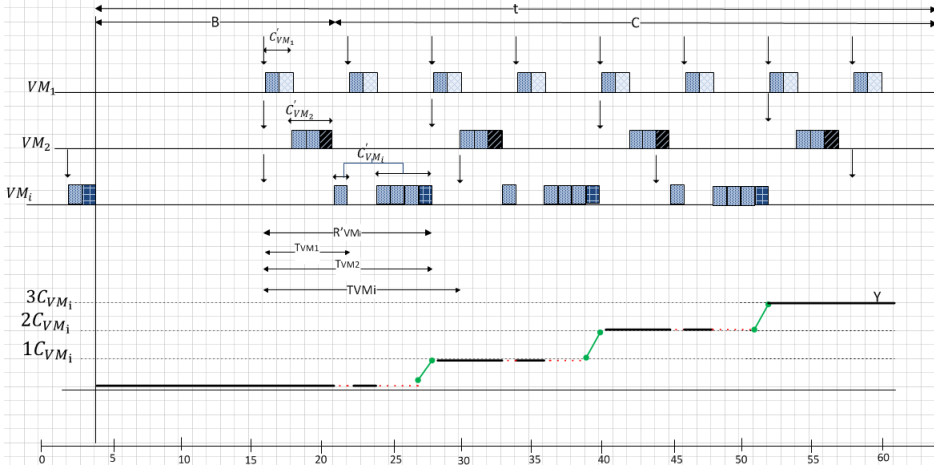 t
B C
C'VM₁
VM₁
C'VM₂
VM₂
C'VMᵢ
VMᵢ
R'VMᵢ
TVM1
TVM2
TVMi
3CVMᵢ Y
2CVMᵢ
1CVMᵢ
0 5 10 15 20 25 30 35 40 45 50 55 60